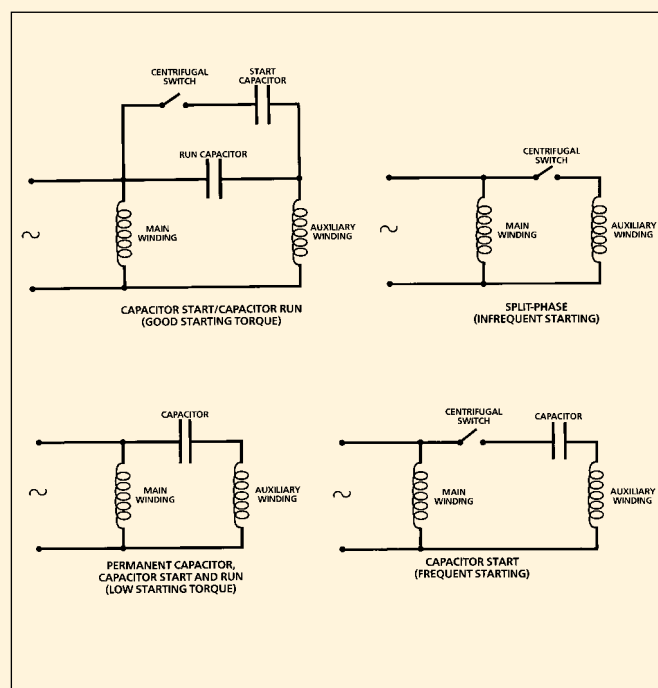 CENTRIFUGAL
SWITCH
START
CAPACITOR
RUN CAPACITOR
MAIN
WINDING
AUXILIARY
WINDING
CAPACITOR START/CAPACITOR RUN
(GOOD STARTING TORQUE)
CENTRIFUGAL
SWITCH
MAIN
WINDING
AUXILIARY
WINDING
SPLIT-PHASE
(INFREQUENT STARTING)
CAPACITOR
MAIN
WINDING
AUXILIARY
WINDING
PERMANENT CAPACITOR,
CAPACITOR START AND RUN
(LOW STARTING TORQUE)
CENTRIFUGAL
SWITCH
CAPACITOR
MAIN
WINDING
AUXILIARY
WINDING
CAPACITOR START
(FREQUENT STARTING)